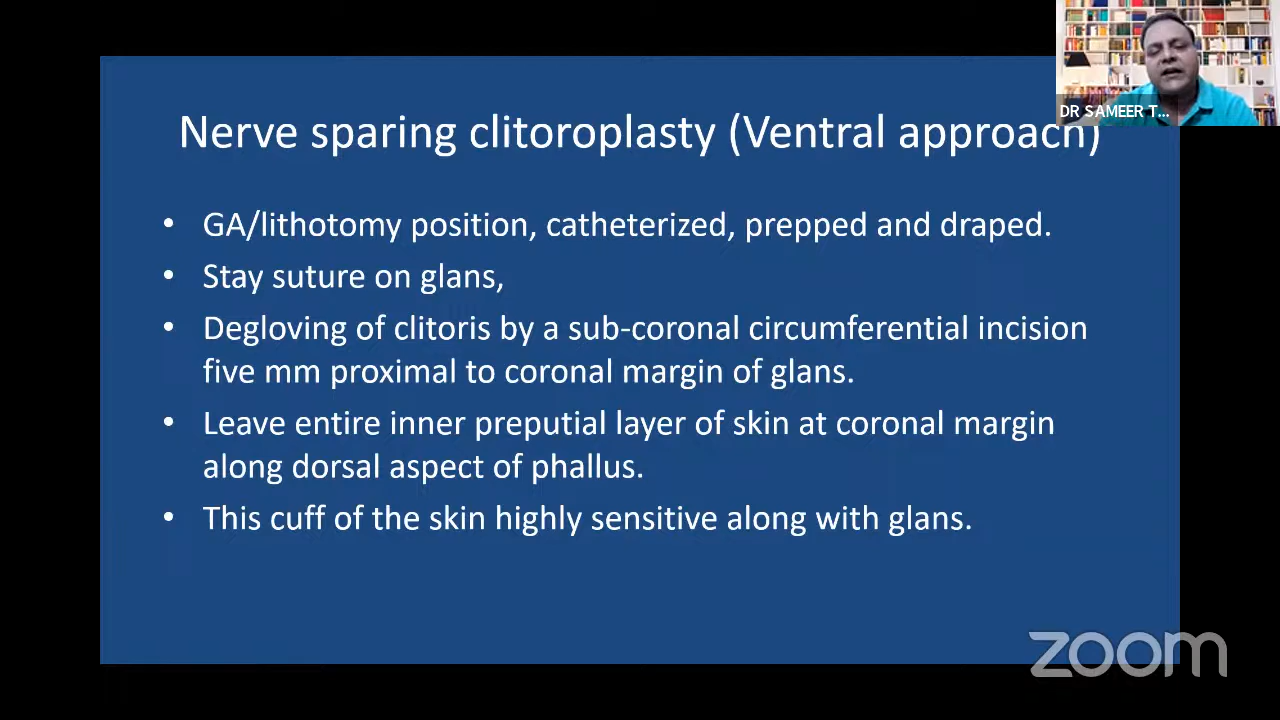 DR SAMEER T...
Nerve sparing clitoroplasty (Ventral approach)
• GA/lithotomy position, catheterized, prepped and draped.
• Stay suture on glans,
• Degloving of clitoris by a sub-coronal circumferential incision
five mm proximal to coronal margin of glans.
• Leave entire inner preputial layer of skin at coronal margin
along dorsal aspect of phallus.
• This cuff of the skin highly sensitive along with glans.
zoom